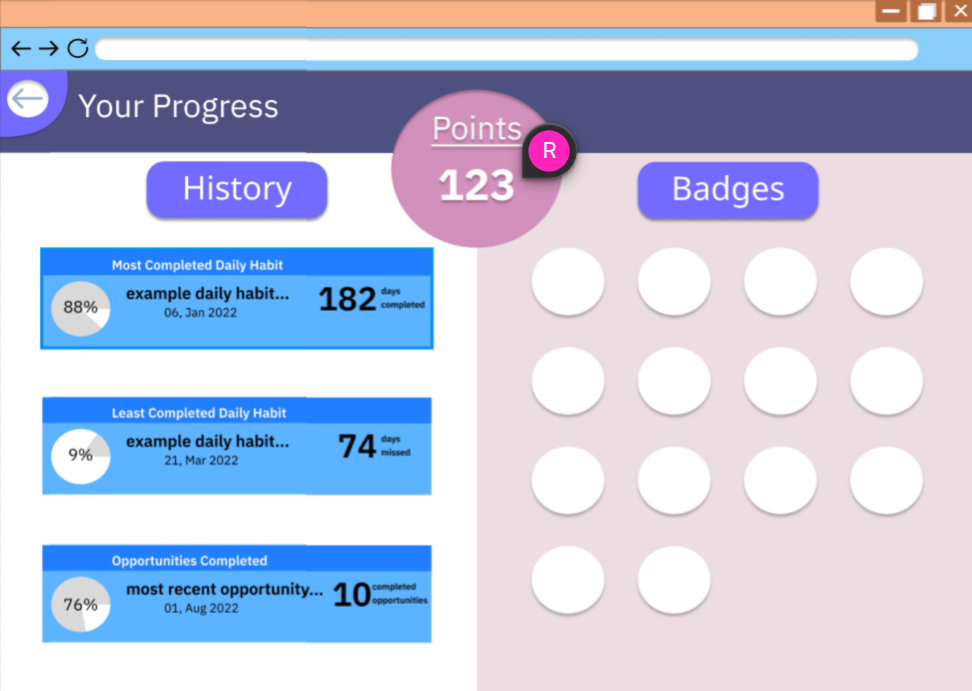 Your Progress
Points
R
123
History
Badges
Most Completed Daily Habit
88%
example daily habit...
06, Jan 2022
182
days
completed
Least Completed Daily Habit
9%
example daily habit...
21, Mar 2022
74
days
missed
Opportunities Completed
76%
most recent opportunity...
01, Aug 2022
10
completed
opportunities